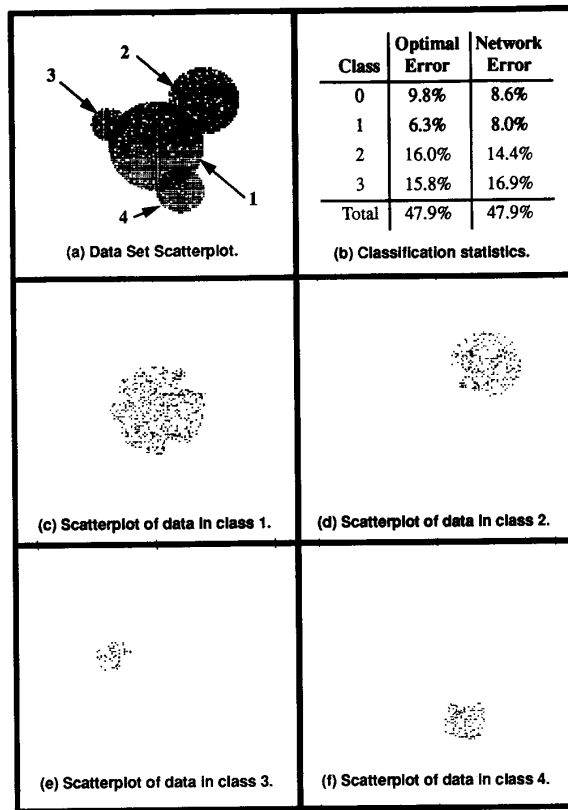 2
3
1
4
(a) Data Set Scatterplot.
Optimal Network
Class Error Error
0 9.8% 8.6%
1 6.3% 8.0%
2 16.0% 14.4%
3 15.8% 16.9%
Total 47.9% 47.9%
(b) Classification statistics.
(c) Scatterplot of data in class 1.
(d) Scatterplot of data in class 2.
(e) Scatterplot of data in class 3.
(f) Scatterplot of data in class 4.